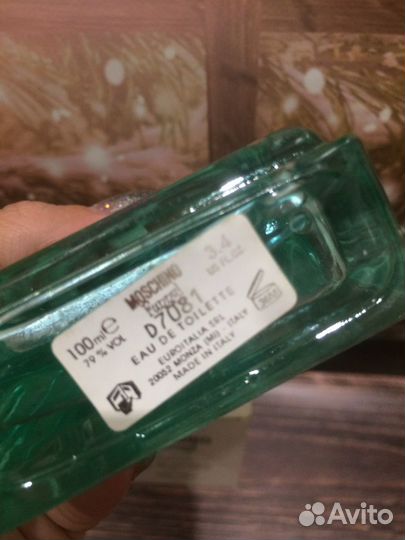 MOSCHINO
funny!
3.4
US FL.OZ
100ml e
79 % VOL
D7081
EAU DE TOILETTE
EUROITALIA SRL
20052 MONZA (MI) - ITALY
MADE IN ITALY
Avito